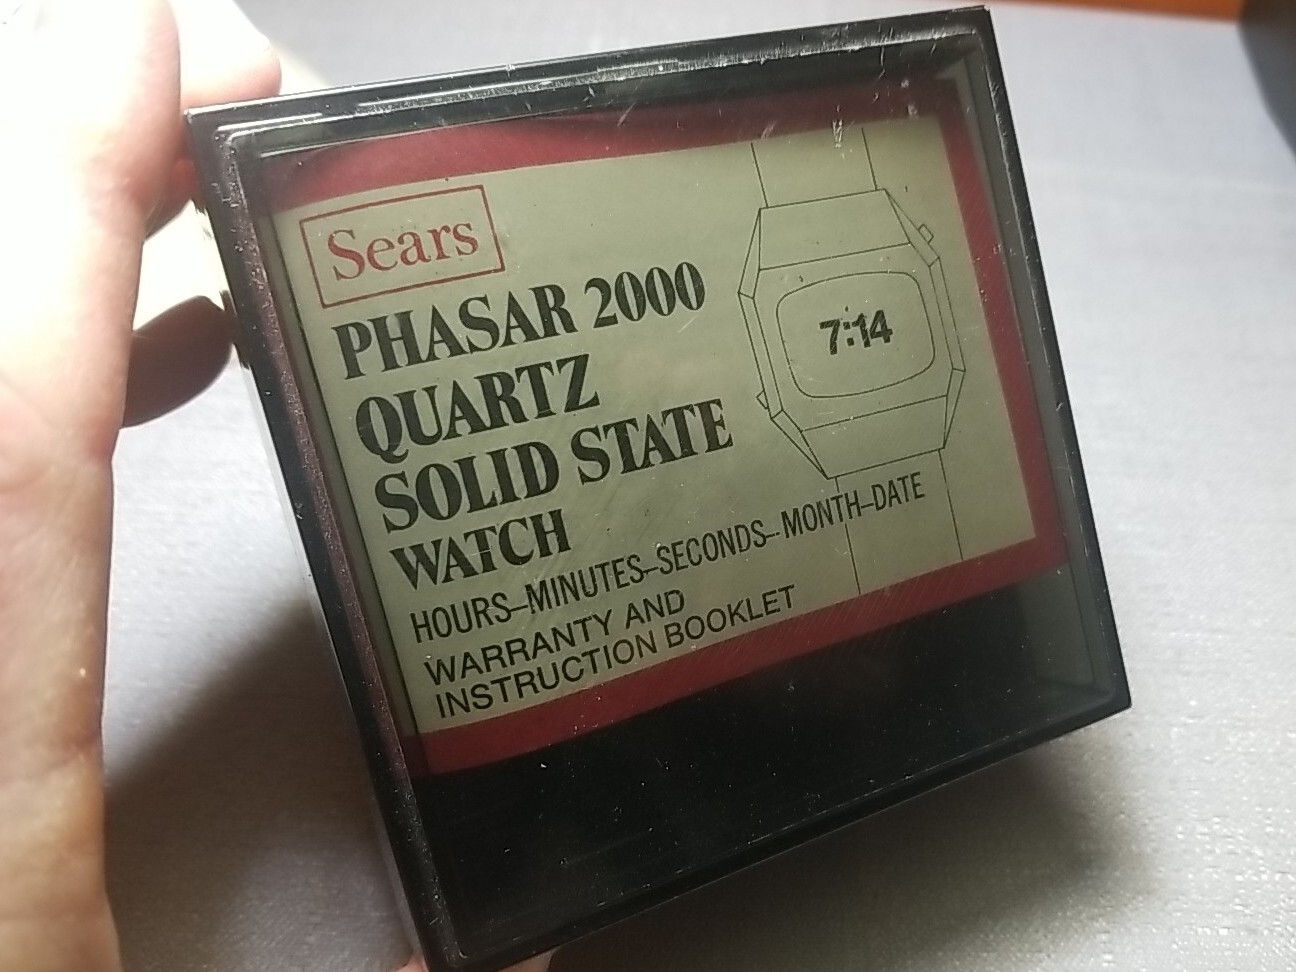 Sears
PHASAR 2000
QUARTZ
SOLID STATE
WATCH
HOURS–MINUTES–SECONDS–MONTH–DATE
WARRANTY AND
INSTRUCTION BOOKLET
7:14